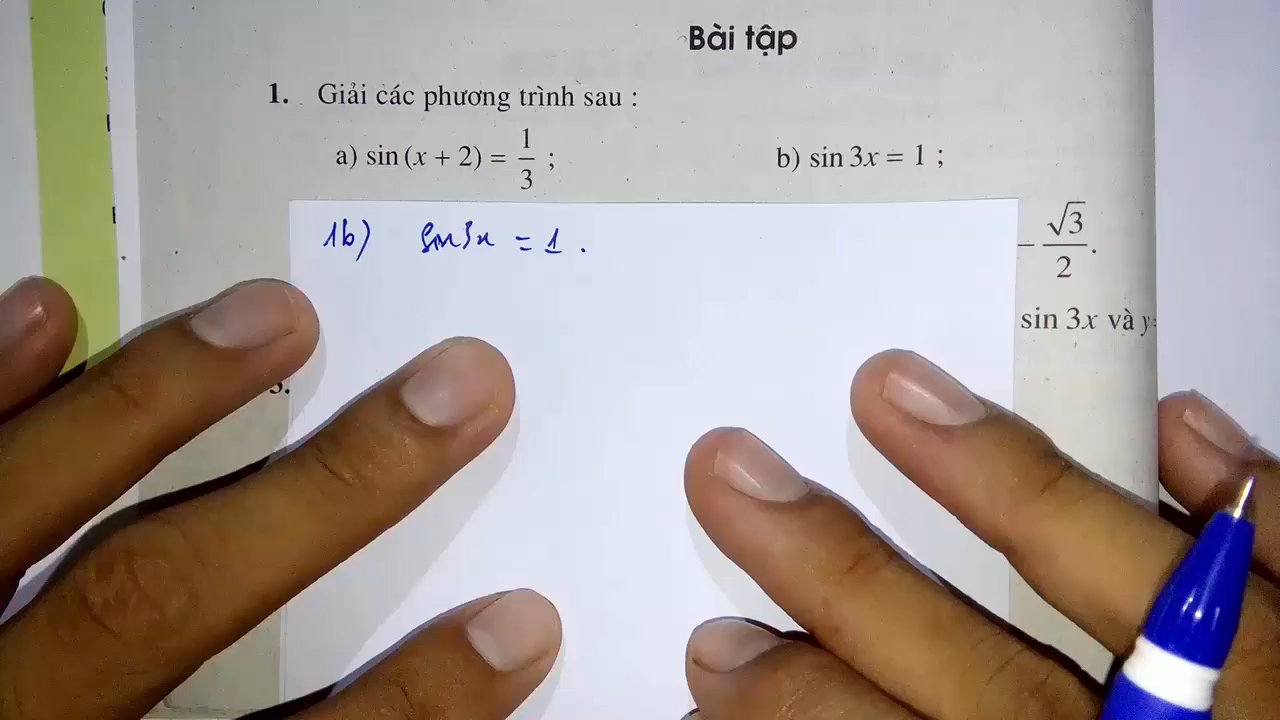 Bài tập
1. Giải các phương trình sau :
a) sin (x + 2) = 1/3 ;
b) sin 3x = 1 ;
1b) sin3x = 1 .
- √3/2.
sin 3x và y=
3.